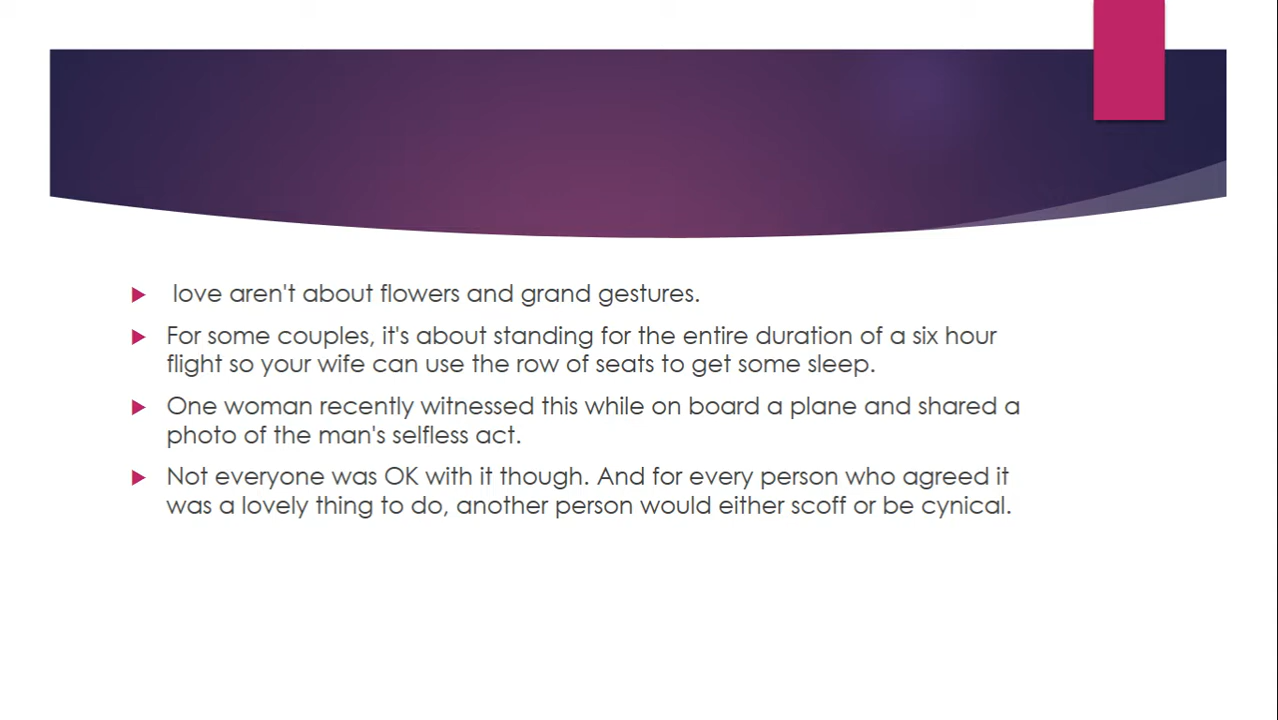 love aren't about flowers and grand gestures.
For some couples, it's about standing for the entire duration of a six hour
flight so your wife can use the row of seats to get some sleep.
One woman recently witnessed this while on board a plane and shared a
photo of the man's selfless act.
Not everyone was OK with it though. And for every person who agreed it
was a lovely thing to do, another person would either scoff or be cynical.